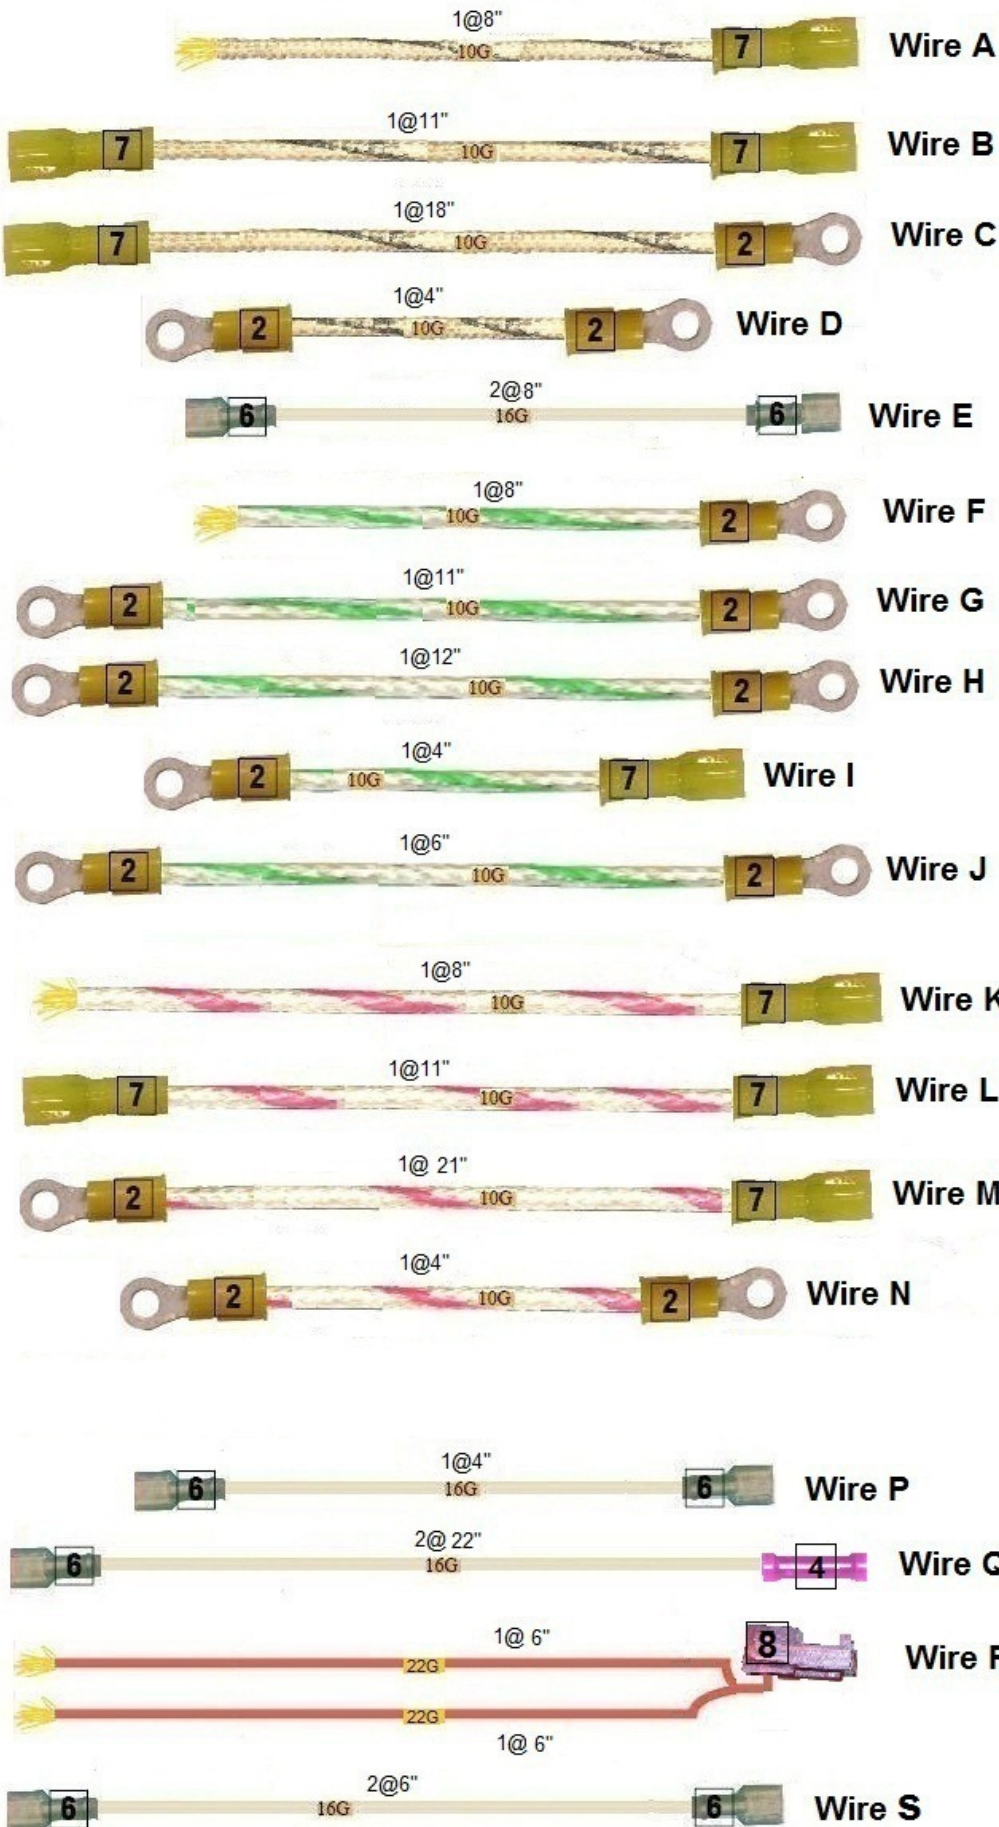 1@8"
10G 7 Wire A
1@11"
7 10G 7 Wire B
1@18"
7 10G 2 Wire C
1@4"
2 10G 2 Wire D
2@8"
6 16G 6 Wire E
1@8"
10G 2 Wire F
1@11"
2 10G 2 Wire G
1@12"
2 10G 2 Wire H
1@4"
2 10G 7 Wire I
1@6"
2 10G 2 Wire J
1@8"
10G 7 Wire K
1@11"
7 10G 7 Wire L
1@ 21"
2 10G 7 Wire M
1@4"
2 10G 2 Wire N
1@4"
6 16G 6 Wire P
2@ 22"
6 16G 4 Wire Q
1@ 6"
22G 8 Wire
22G
1@ 6"
2@6"
6 16G 6 Wire S